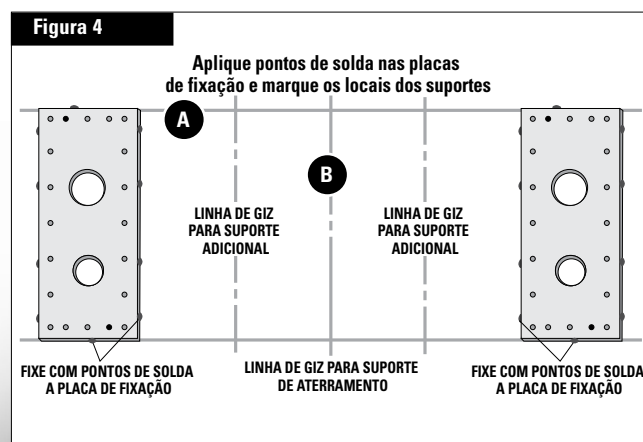 Figura 4
Aplique pontos de solda nas placas
de fixação e marque os locais dos suportes
A
B
LINHA DE GIZ
PARA SUPORTE
ADICIONAL
LINHA DE GIZ
PARA SUPORTE
ADICIONAL
FIXE COM PONTOS DE SOLDA
A PLACA DE FIXAÇÃO
LINHA DE GIZ PARA SUPORTE
DE ATERRAMENTO
FIXE COM PONTOS DE SOLDA
A PLACA DE FIXAÇÃO